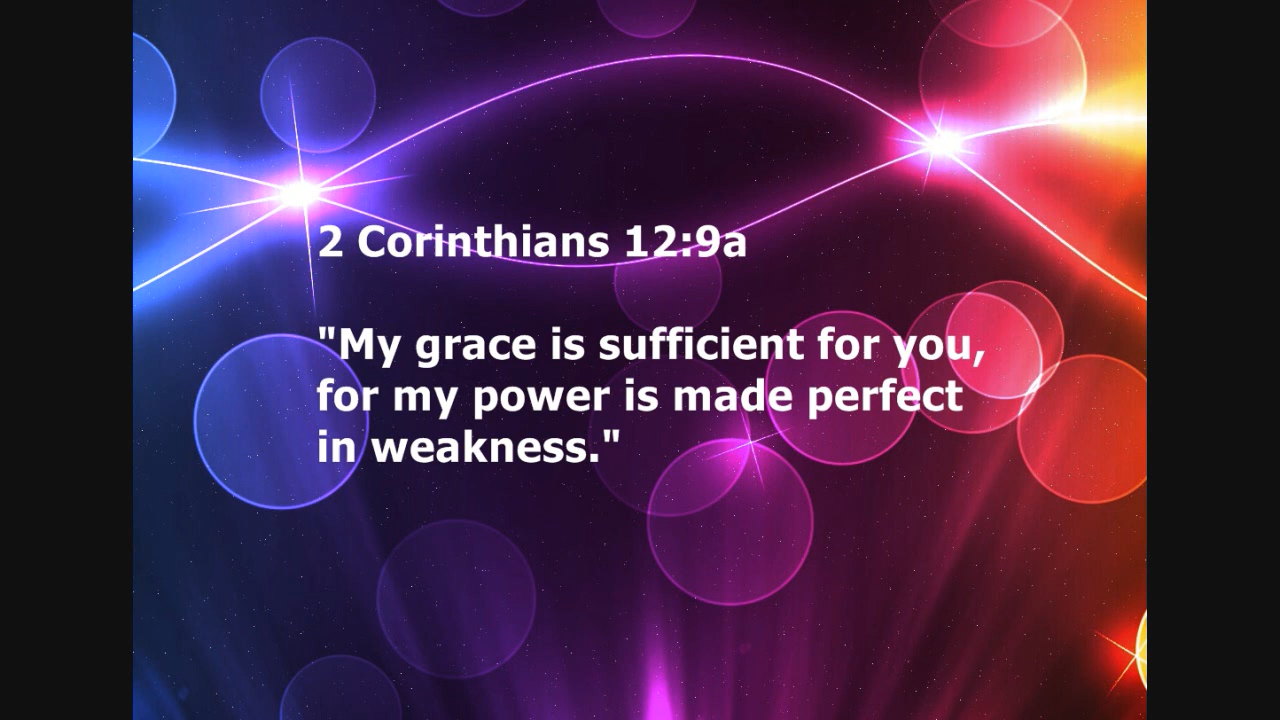 2 Corinthians 12:9a
"My grace is sufficient for you,
for my power is made perfect
in weakness."